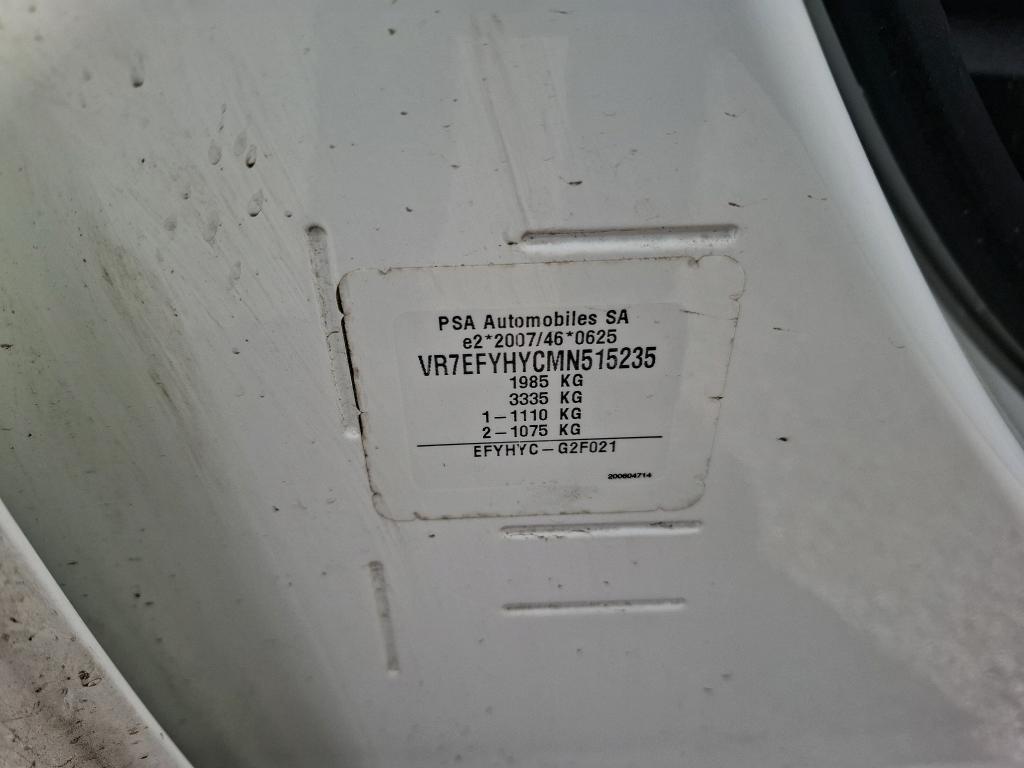 PSA Automobiles SA
e2*2007/46*0625
VR7EFYHYCMN515235
1985 KG
3335 KG
1-1110 KG
2-1075 KG
EFYHYC-G2F021
200604714